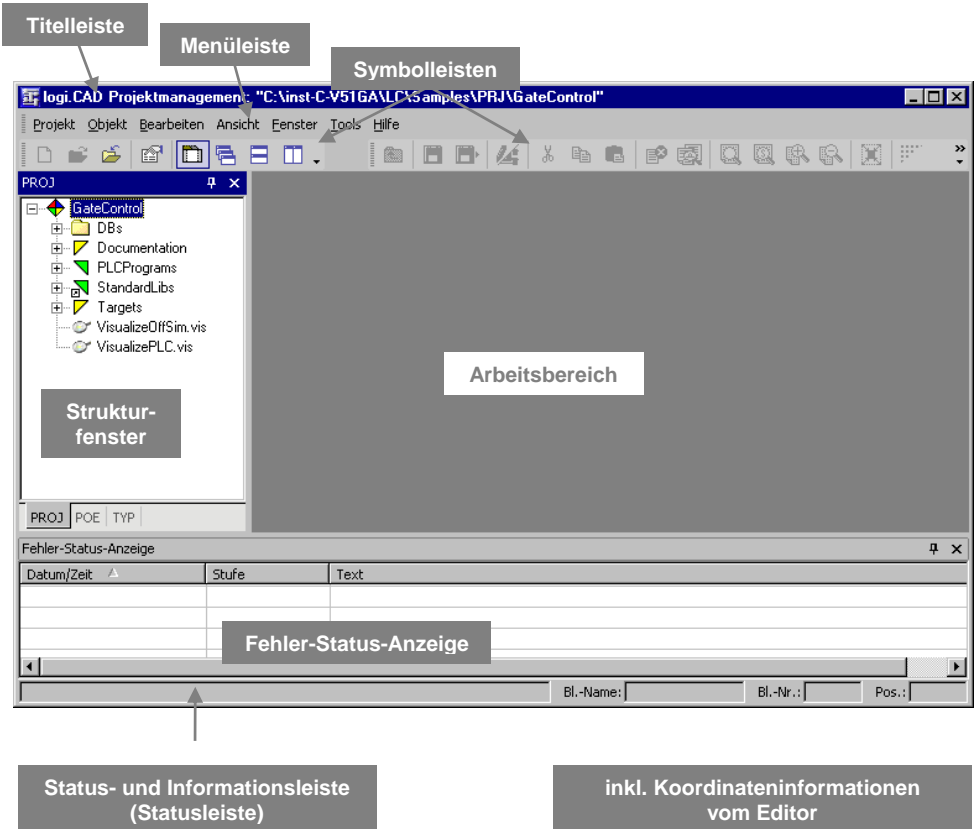 Titelleiste
Menüleiste
Symbolleisten
logi.CAD Projektmanagement: "C:\inst-C-V51GA\LC\Samples\PRJ\GateControl"
Projekt Objekt Bearbeiten Ansicht Fenster Tools Hilfe
PROJ
GateControl
DBs
Documentation
PLCPrograms
StandardLibs
Targets
VisualizeOffSim.vis
VisualizePLC.vis
Arbeitsbereich
Struktur-
fenster
PROJ POE TYP
Fehler-Status-Anzeige
Datum/Zeit Stufe Text
Fehler-Status-Anzeige
Bl.-Name: Bl.-Nr.: Pos.:
Status- und Informationsleiste
(Statusleiste)
inkl. Koordinateninformationen
vom Editor